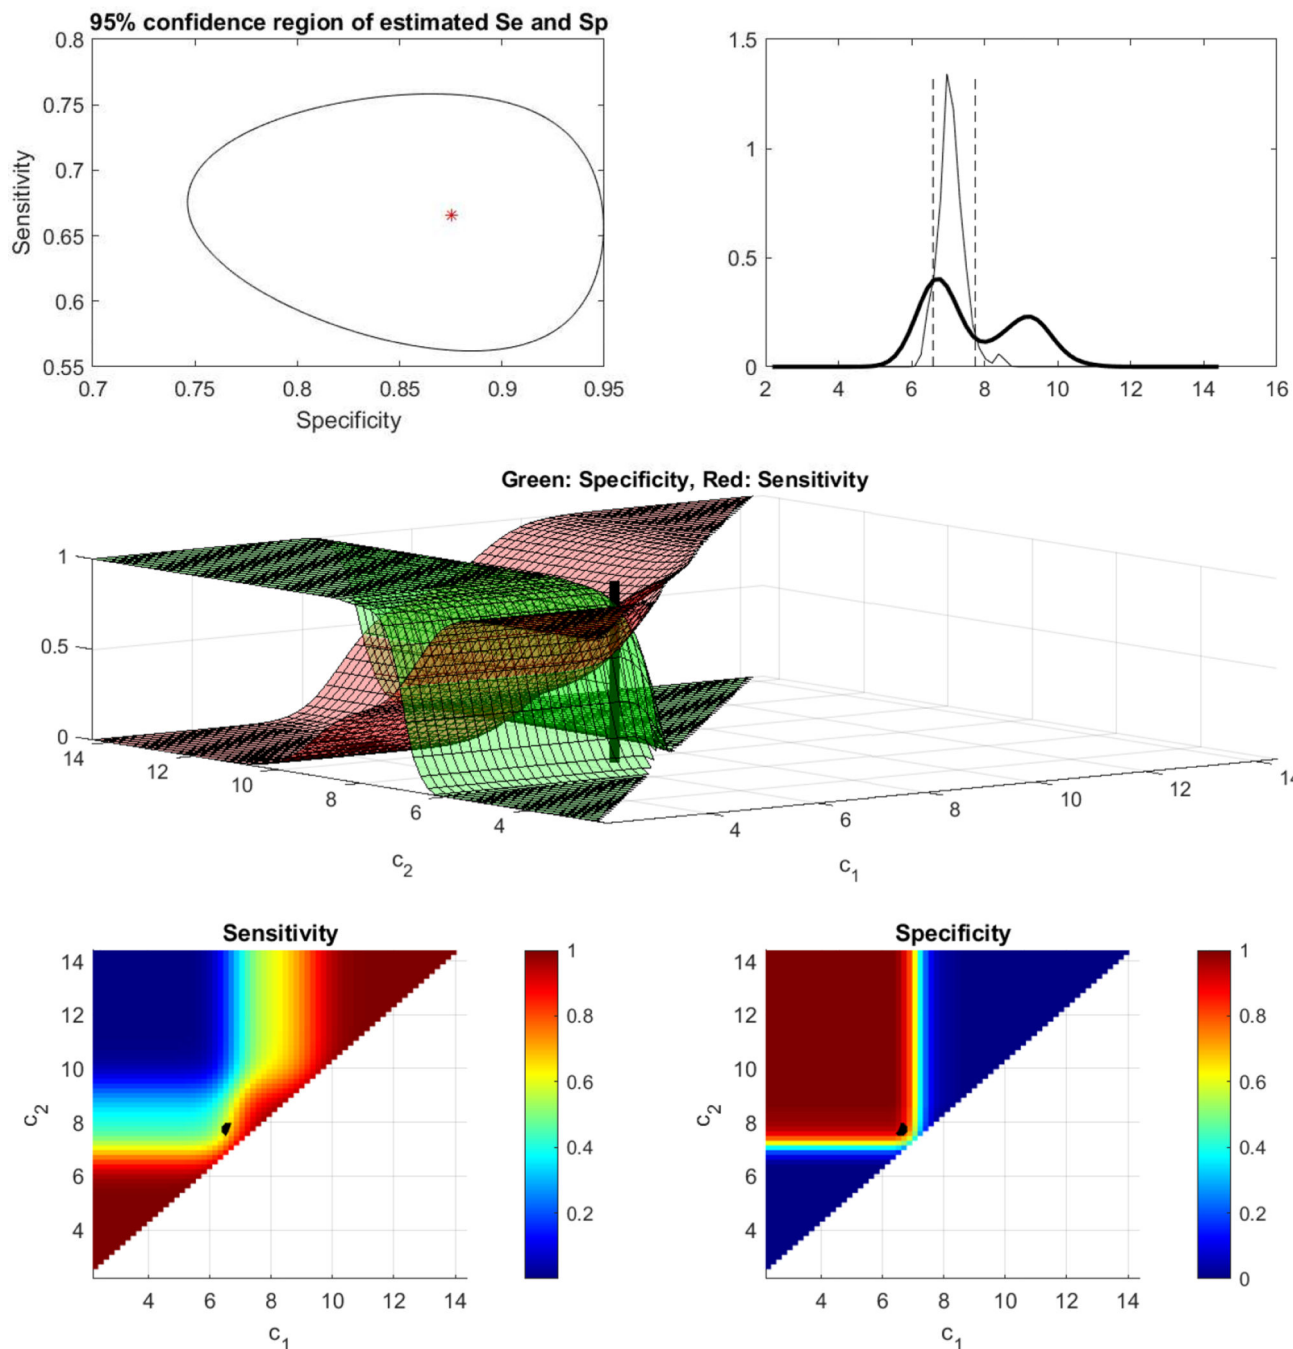 95% confidence region of estimated Se and Sp
0.8
0.75
0.7
0.65
0.6
0.55
Sensitivity
0.7 0.75 0.8 0.85 0.9 0.95
Specificity
1.5
1
0.5
0
2 4 6 8 10 12 14 16
Green: Specificity, Red: Sensitivity
1
0.5
0
14 12 10 8 6 4
c2
4 6 8 10 12 14
c1
Sensitivity
14
12
10
8
6
4
c2
4 6 8 10 12 14
c1
1
0.8
0.6
0.4
0.2
Specificity
14
12
10
8
6
4
c2
4 6 8 10 12 14
c1
1
0.8
0.6
0.4
0.2
0